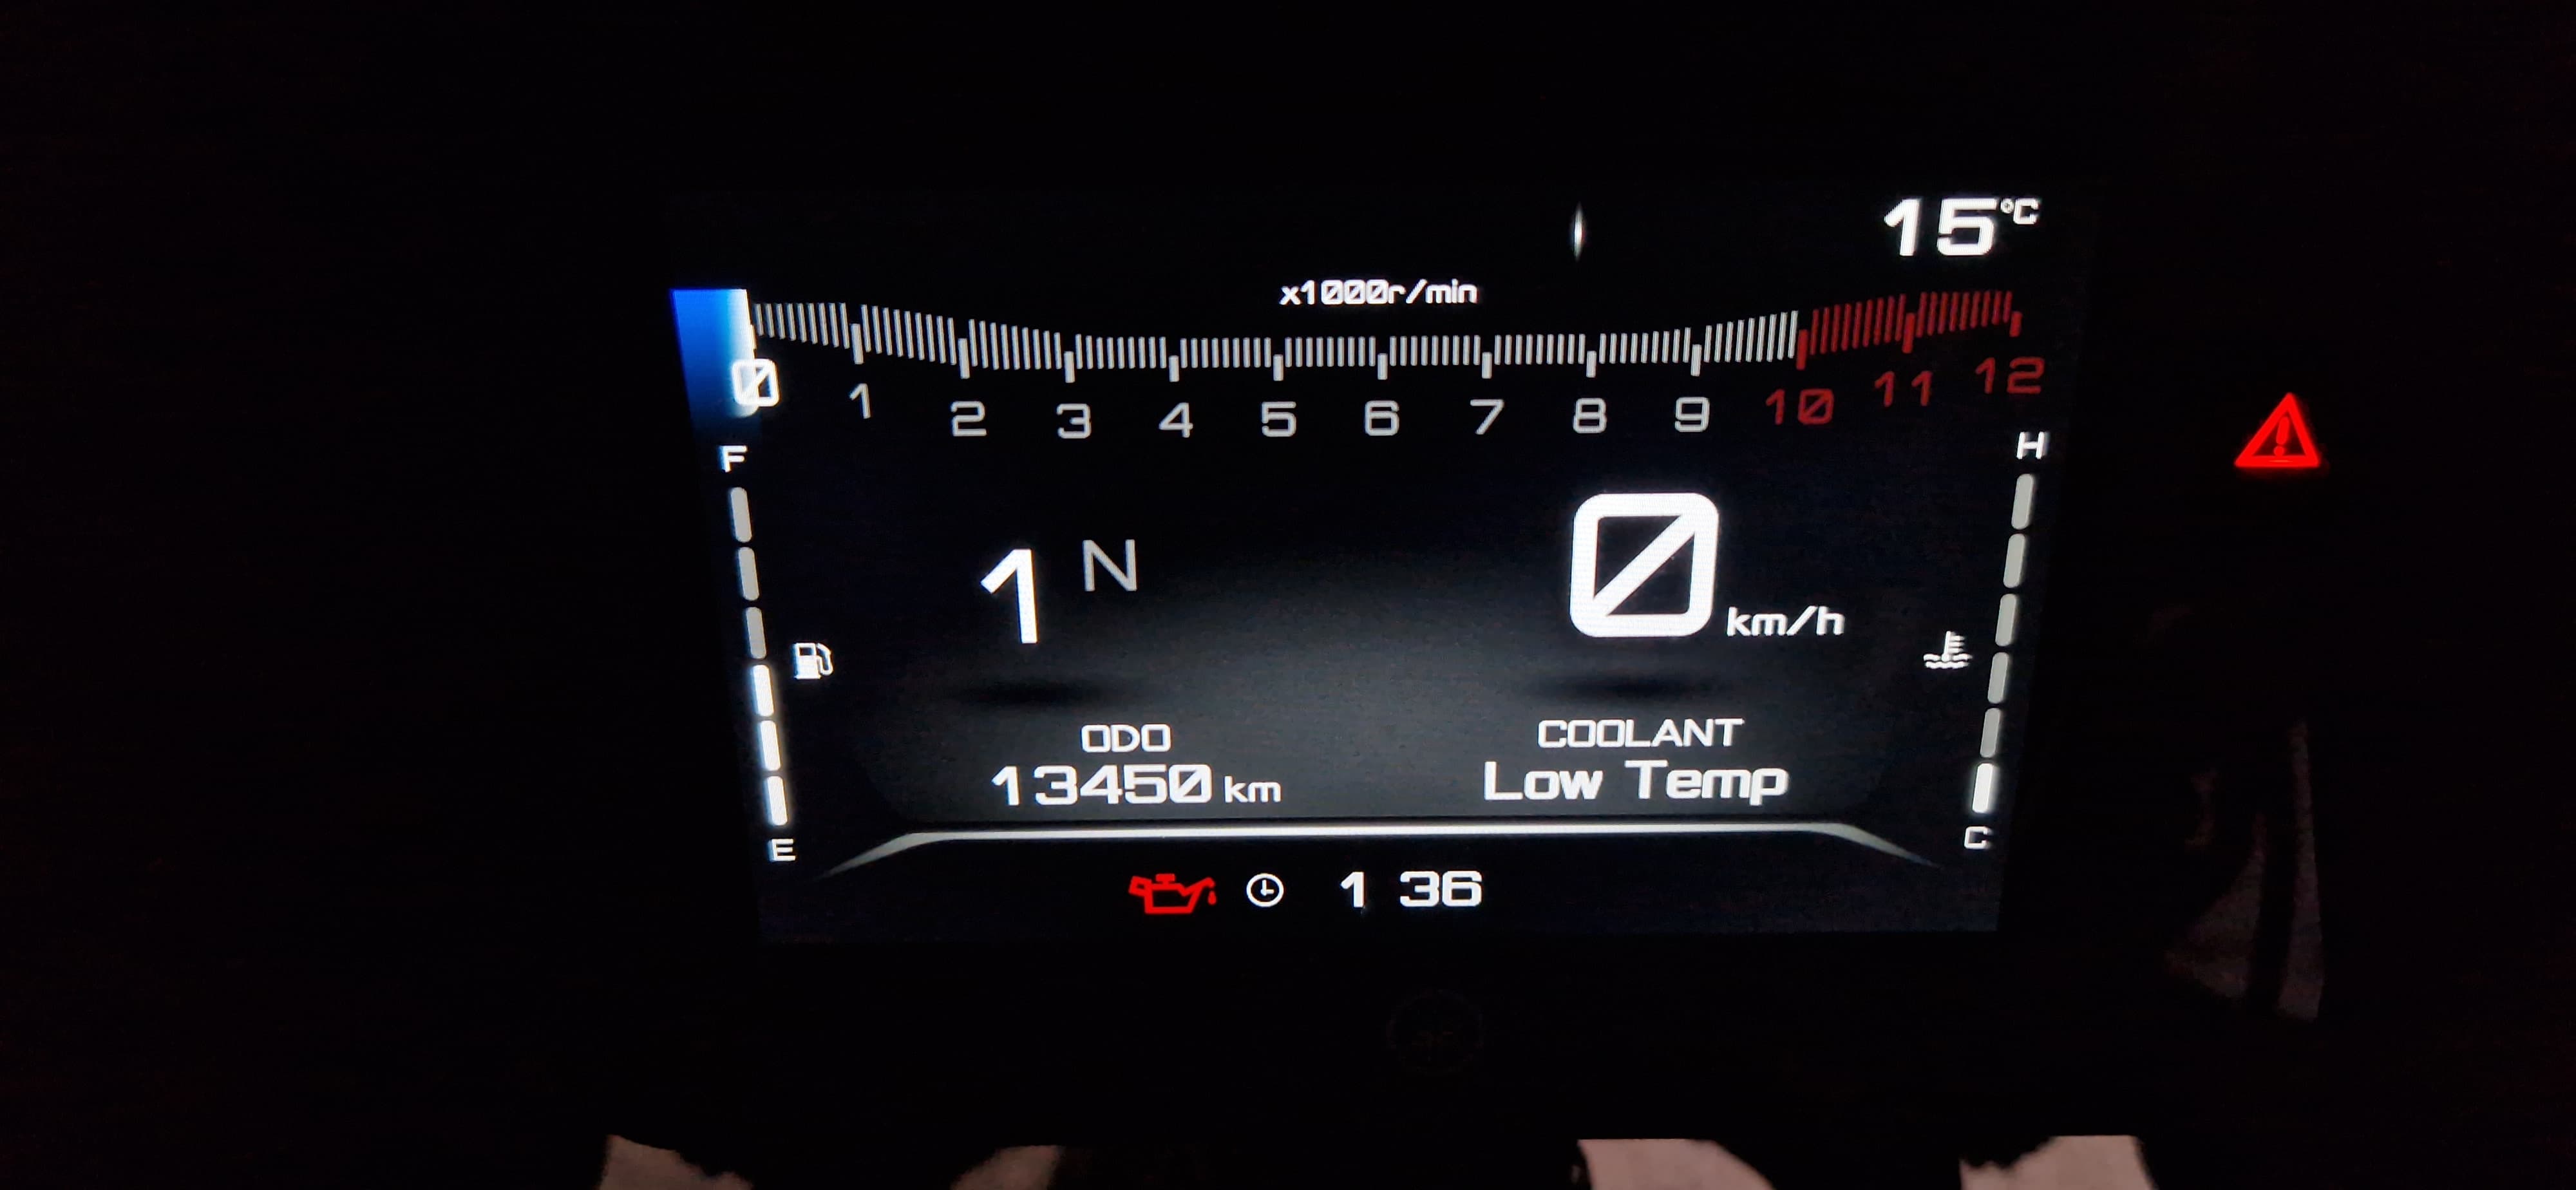 15°C
x1000r/min
0 1 2 3 4 5 6 7 8 9 10 11 12
F
H
1 N
0 km/h
ODO
13450 km
COOLANT
Low Temp
E
C
1 36